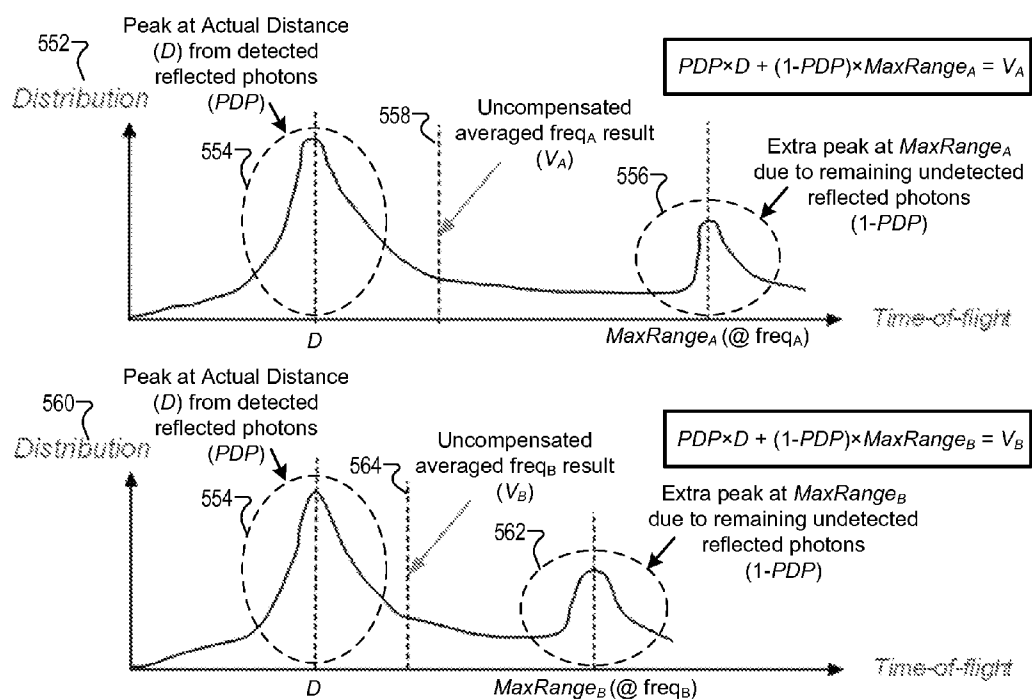 Peak at Actual Distance
(D) from detected
reflected photons
(PDP)
552
Distribution
554
558
Uncompensated
averaged freqA result
(VA)
PDP×D + (1-PDP)×MaxRangeA = VA
Extra peak at MaxRangeA
due to remaining undetected
reflected photons
(1-PDP)
556
Time-of-flight
D
MaxRangeA (@ freqA)
Peak at Actual Distance
(D) from detected
reflected photons
(PDP)
560
Distribution
554
564
Uncompensated
averaged freqB result
(VB)
PDP×D + (1-PDP)×MaxRangeB = VB
Extra peak at MaxRangeB
due to remaining undetected
reflected photons
(1-PDP)
562
Time-of-flight
D
MaxRangeB (@ freqB)